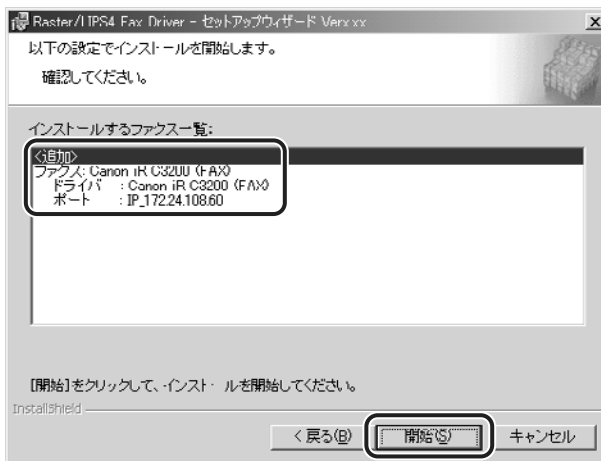 Raster/LIPS4 Fax Driver - セットアップウィザード Verx.xx
以下の設定でインストールを開始します。
確認してください。
インストールするファクス一覧:
<追加>
ファクス: Canon iR C3200 (FAX)
ドライバ : Canon iR C3200 (FAX)
ポート : IP_172.24.108.60
[開始]をクリックして、インストールを開始してください。
InstallShield
< 戻る(B) 開始(S) キャンセル